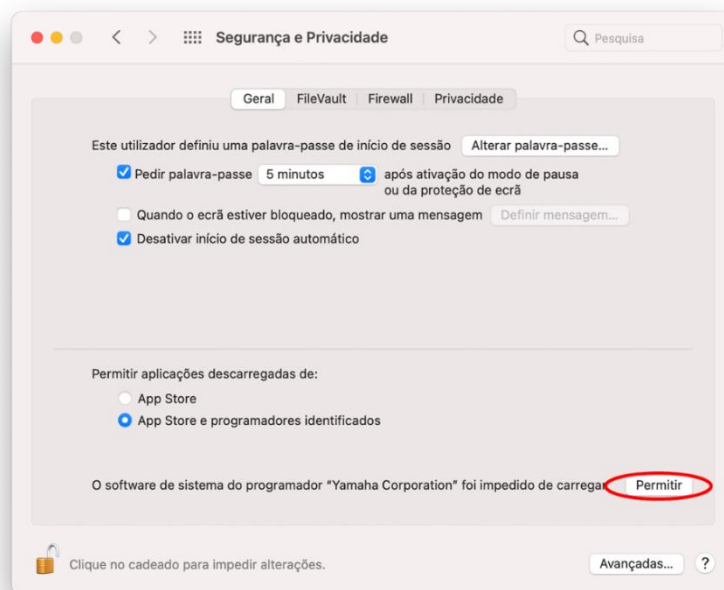 Segurança e Privacidade
Pesquisa
Geral FileVault Firewall Privacidade
Este utilizador definiu uma palavra-passe de início de sessão Alterar palavra-passe...
Pedir palavra-passe 5 minutos após ativação do modo de pausa
ou da proteção de ecrã
Quando o ecrã estiver bloqueado, mostrar uma mensagem Definir mensagem...
Desativar início de sessão automático
Permitir aplicações descarregadas de:
App Store
App Store e programadores identificados
O software de sistema do programador “Yamaha Corporation” foi impedido de carregar Permitir
Clique no cadeado para impedir alterações.
Avançadas... ?